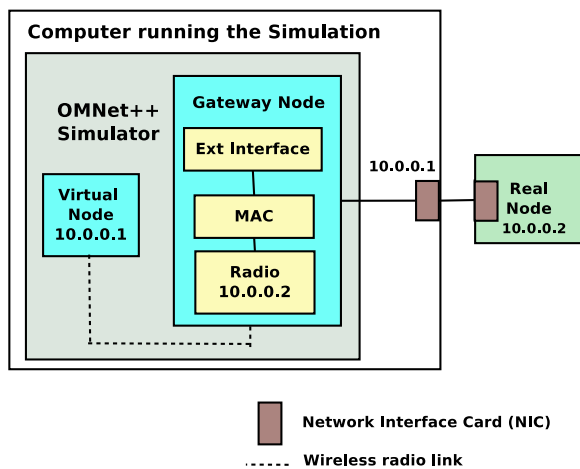 Computer running the Simulation
OMNet++
Simulator
Gateway Node
Ext Interface
MAC
Radio
10.0.0.2
Virtual
Node
10.0.0.1
10.0.0.1
Real
Node
10.0.0.2
Network Interface Card (NIC)
Wireless radio link